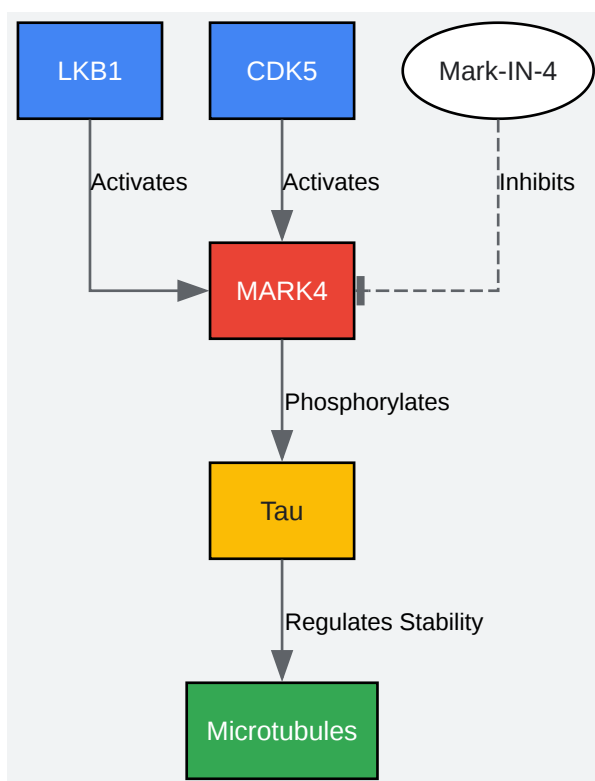 LKB1
CDK5
Mark-IN-4
Activates
Activates
Inhibits
MARK4
Phosphorylates
Tau
Regulates Stability
Microtubules